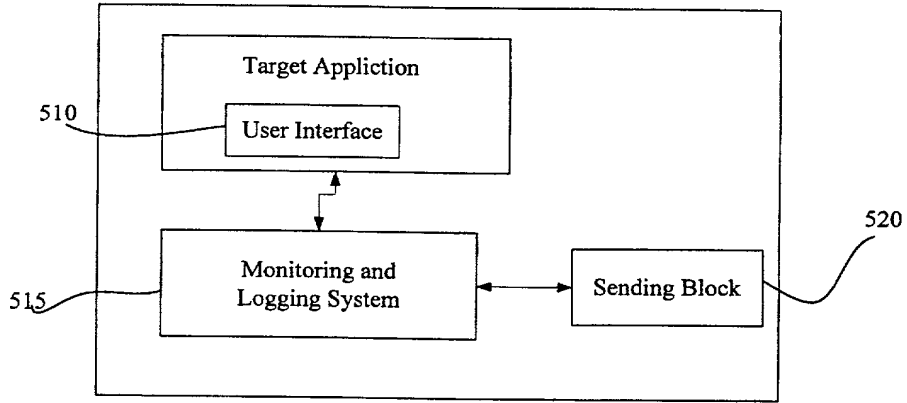 Target Appliction
510
User Interface
520
Monitoring and
Logging System
Sending Block
515